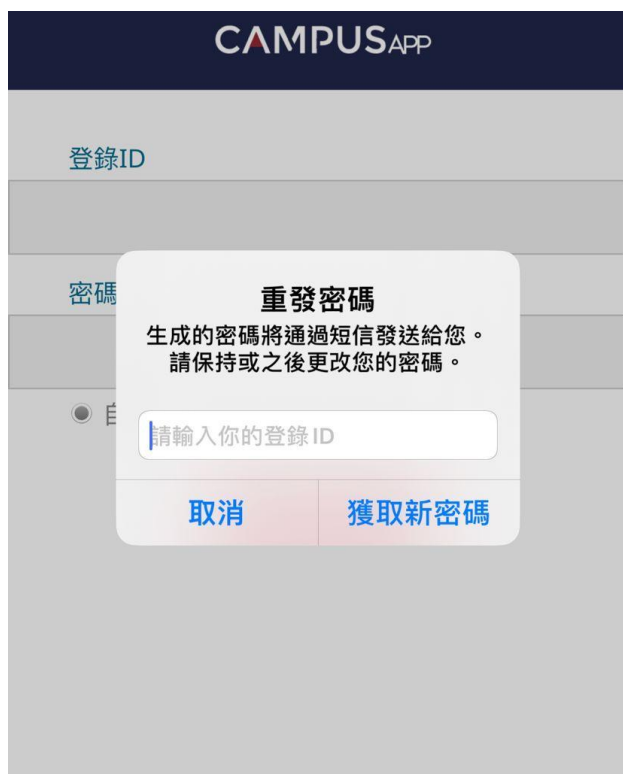 CAMPUSAPP
登錄ID
密碼
重發密碼
生成的密碼將通過短信發送給您。
請保持或之後更改您的密碼。
請輸入你的登錄ID
取消 獲取新密碼